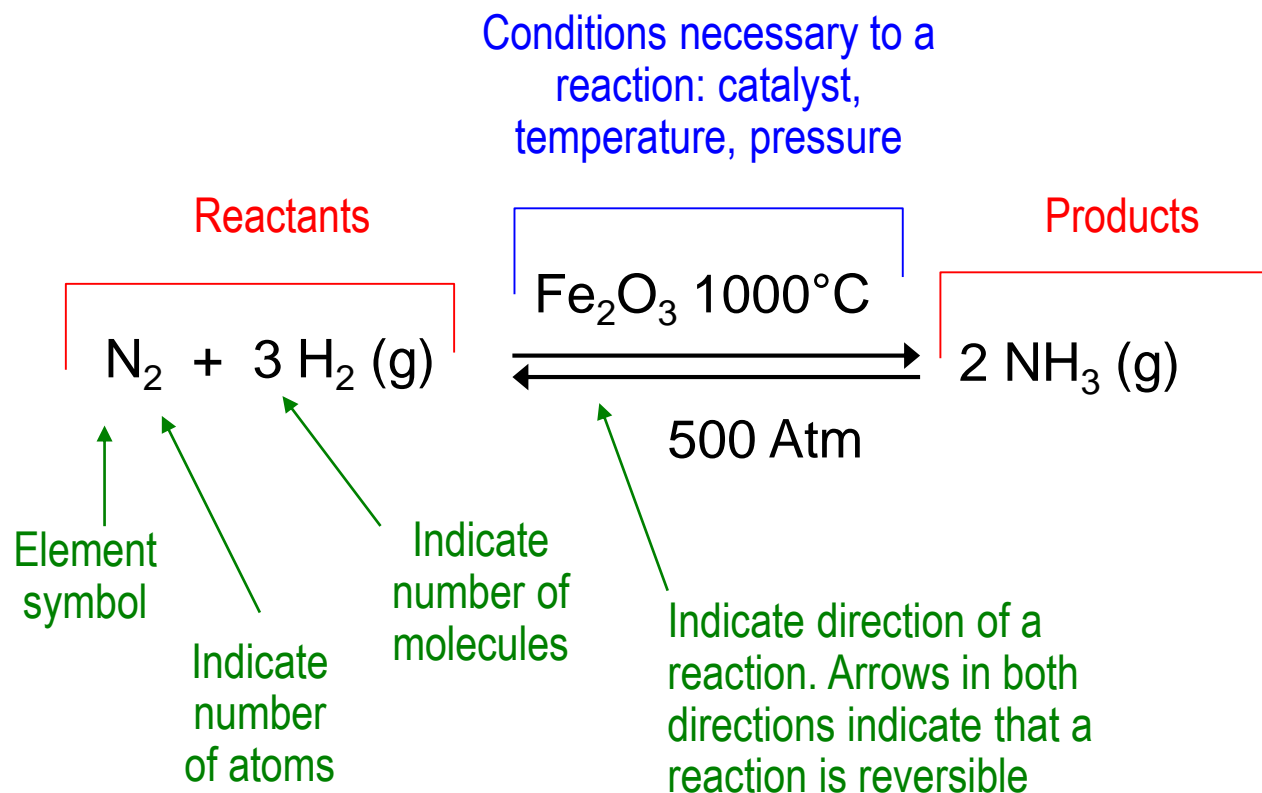 Conditions necessary to a
reaction: catalyst,
temperature, pressure
Reactants
Products
Fe₂O₃ 1000°C
N₂ + 3 H₂ (g)
2 NH₃ (g)
500 Atm
Element
symbol
Indicate
number
of atoms
Indicate
number of
molecules
Indicate direction of a
reaction. Arrows in both
directions indicate that a
reaction is reversible